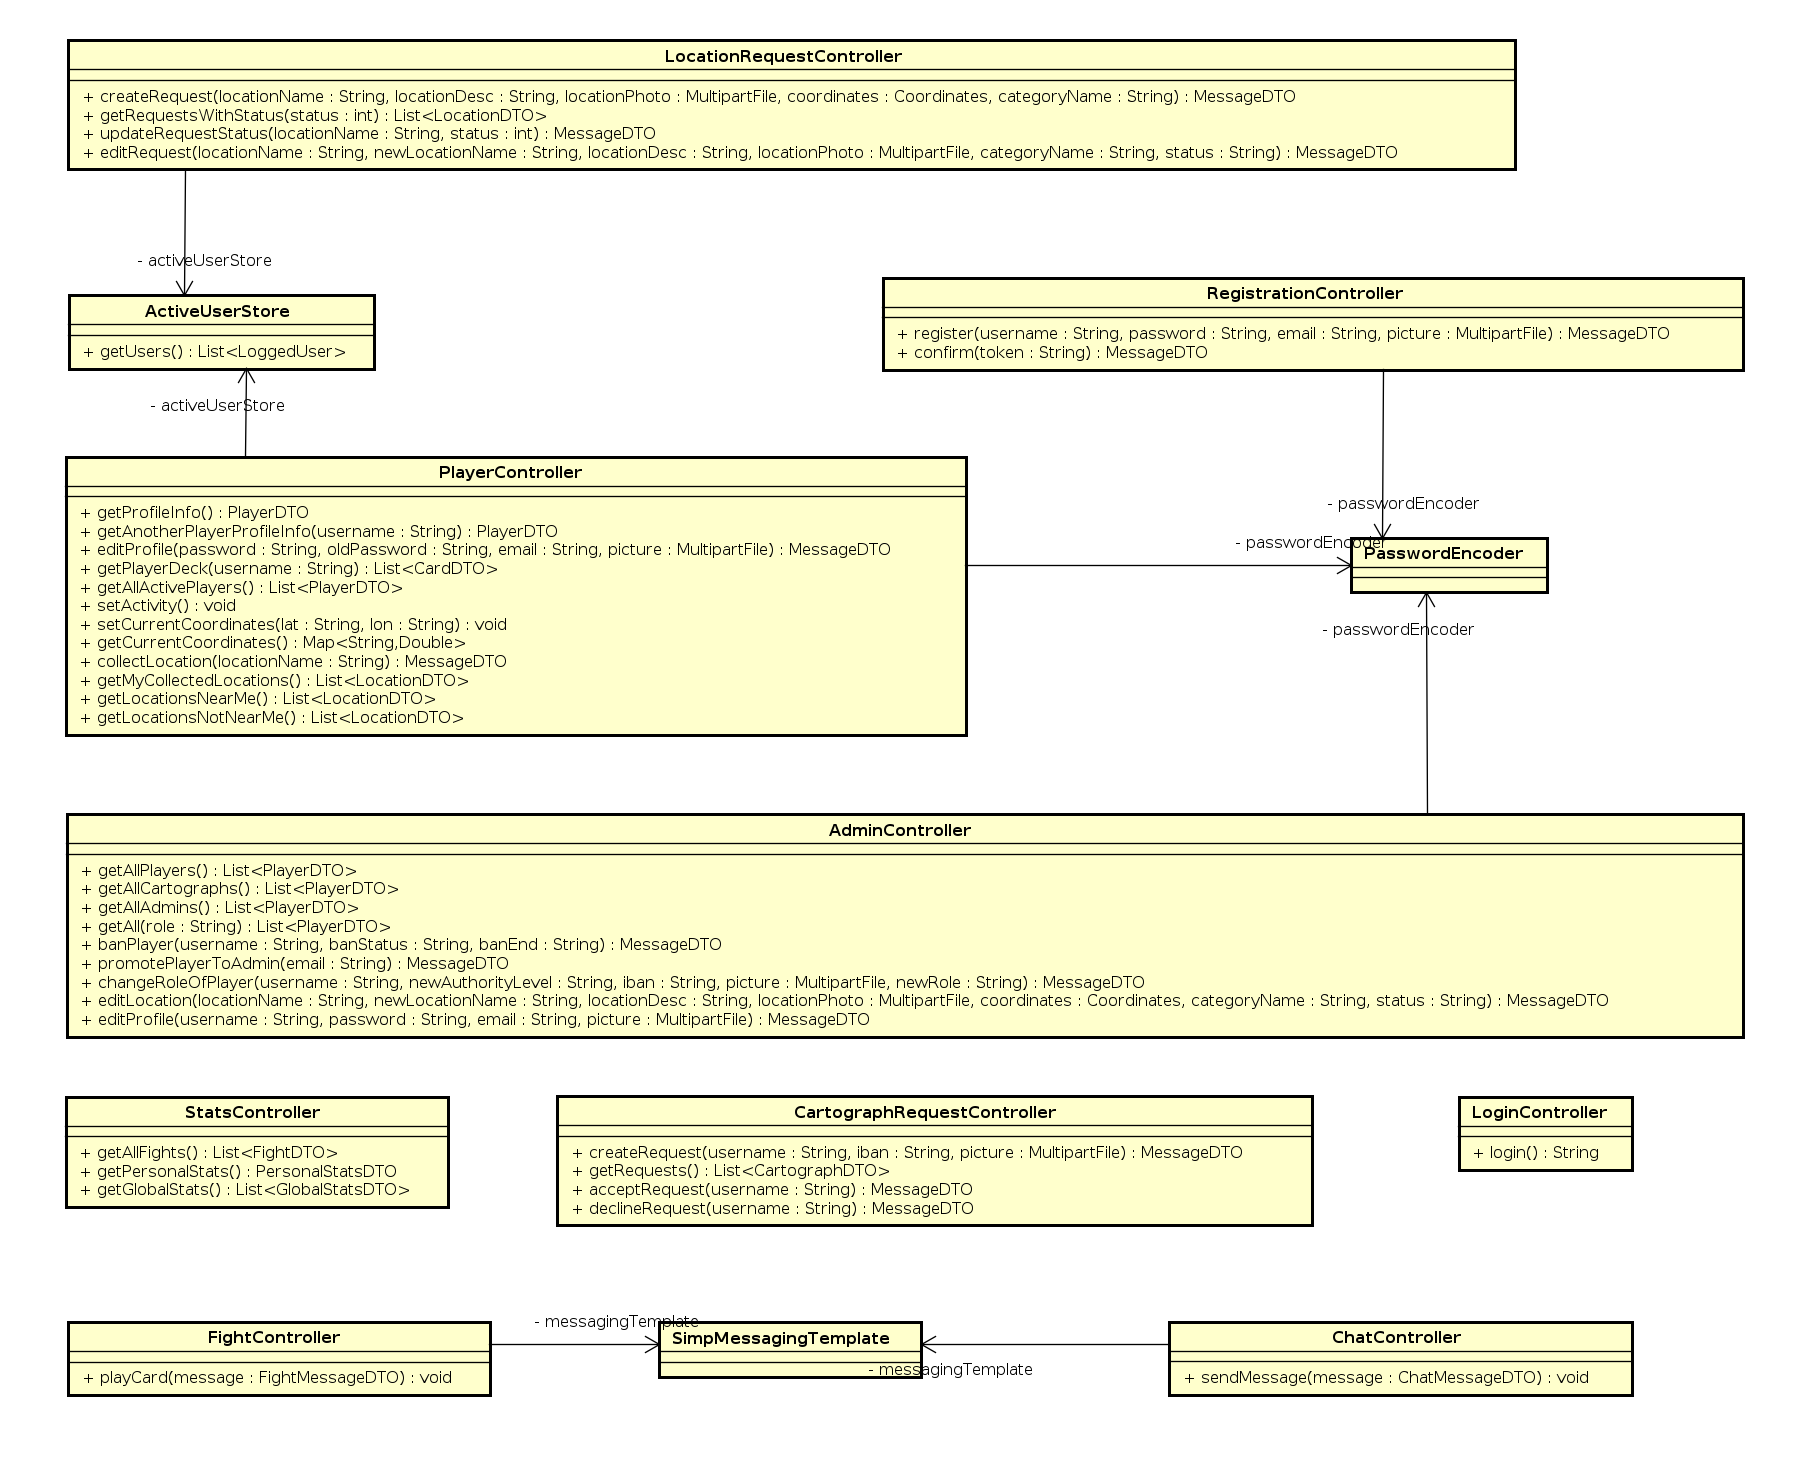 LocationRequestController
+ createRequest(locationName : String, locationDesc : String, locationPhoto : MultipartFile, coordinates : Coordinates, categoryName : String) : MessageDTO
+ getRequestsWithStatus(status : int) : List<LocationDTO>
+ updateRequestStatus(locationName : String, status : int) : MessageDTO
+ editRequest(locationName : String, newLocationName : String, locationDesc : String, locationPhoto : MultipartFile, categoryName : String, status : String) : MessageDTO
- activeUserStore
ActiveUserStore
+ getUsers() : List<LoggedUser>
- activeUserStore
RegistrationController
+ register(username : String, password : String, email : String, picture : MultipartFile) : MessageDTO
+ confirm(token : String) : MessageDTO
PlayerController
+ getProfileInfo() : PlayerDTO
+ getAnotherPlayerProfileInfo(username : String) : PlayerDTO
+ editProfile(password : String, oldPassword : String, email : String, picture : MultipartFile) : MessageDTO
+ getPlayerDeck(username : String) : List<CardDTO>
+ getAllActivePlayers() : List<PlayerDTO>
+ setActivity() : void
+ setCurrentCoordinates(lat : String, lon : String) : void
+ getCurrentCoordinates() : Map<String,Double>
+ collectLocation(locationName : String) : MessageDTO
+ getMyCollectedLocations() : List<LocationDTO>
+ getLocationsNearMe() : List<LocationDTO>
+ getLocationsNotNearMe() : List<LocationDTO>
- passwordEncoder
- passwordEncoder
PasswordEncoder
- passwordEncoder
AdminController
+ getAllPlayers() : List<PlayerDTO>
+ getAllCartographs() : List<PlayerDTO>
+ getAllAdmins() : List<PlayerDTO>
+ getAll(role : String) : List<PlayerDTO>
+ banPlayer(username : String, banStatus : String, banEnd : String) : MessageDTO
+ promotePlayerToAdmin(email : String) : MessageDTO
+ changeRoleOfPlayer(username : String, newAuthorityLevel : String, iban : String, picture : MultipartFile, newRole : String) : MessageDTO
+ editLocation(locationName : String, newLocationName : String, locationDesc : String, locationPhoto : MultipartFile, coordinates : Coordinates, categoryName : String, status : String) : MessageDTO
+ editProfile(username : String, password : String, email : String, picture : MultipartFile) : MessageDTO
StatsController
+ getAllFights() : List<FightDTO>
+ getPersonalStats() : PersonalStatsDTO
+ getGlobalStats() : List<GlobalStatsDTO>
CartographRequestController
+ createRequest(username : String, iban : String, picture : MultipartFile) : MessageDTO
+ getRequests() : List<CartographDTO>
+ acceptRequest(username : String) : MessageDTO
+ declineRequest(username : String) : MessageDTO
LoginController
+ login() : String
FightController
+ playCard(message : FightMessageDTO) : void
- messagingTemplate
SimpMessagingTemplate
- messagingTemplate
ChatController
+ sendMessage(message : ChatMessageDTO) : void